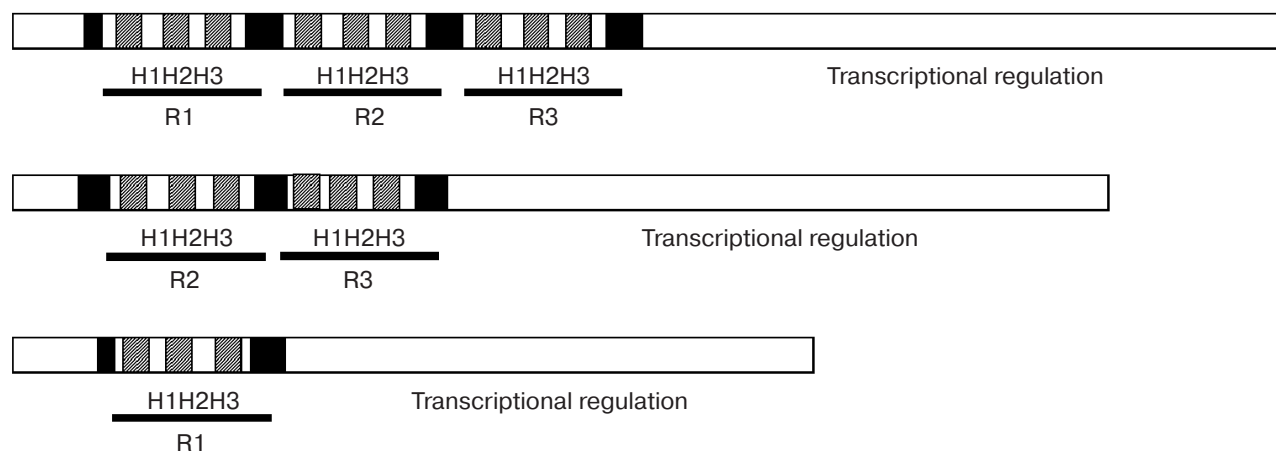 H1H2H3 H1H2H3 H1H2H3 Transcriptional regulation
R1 R2 R3
H1H2H3 H1H2H3 Transcriptional regulation
R2 R3
H1H2H3 Transcriptional regulation
R1